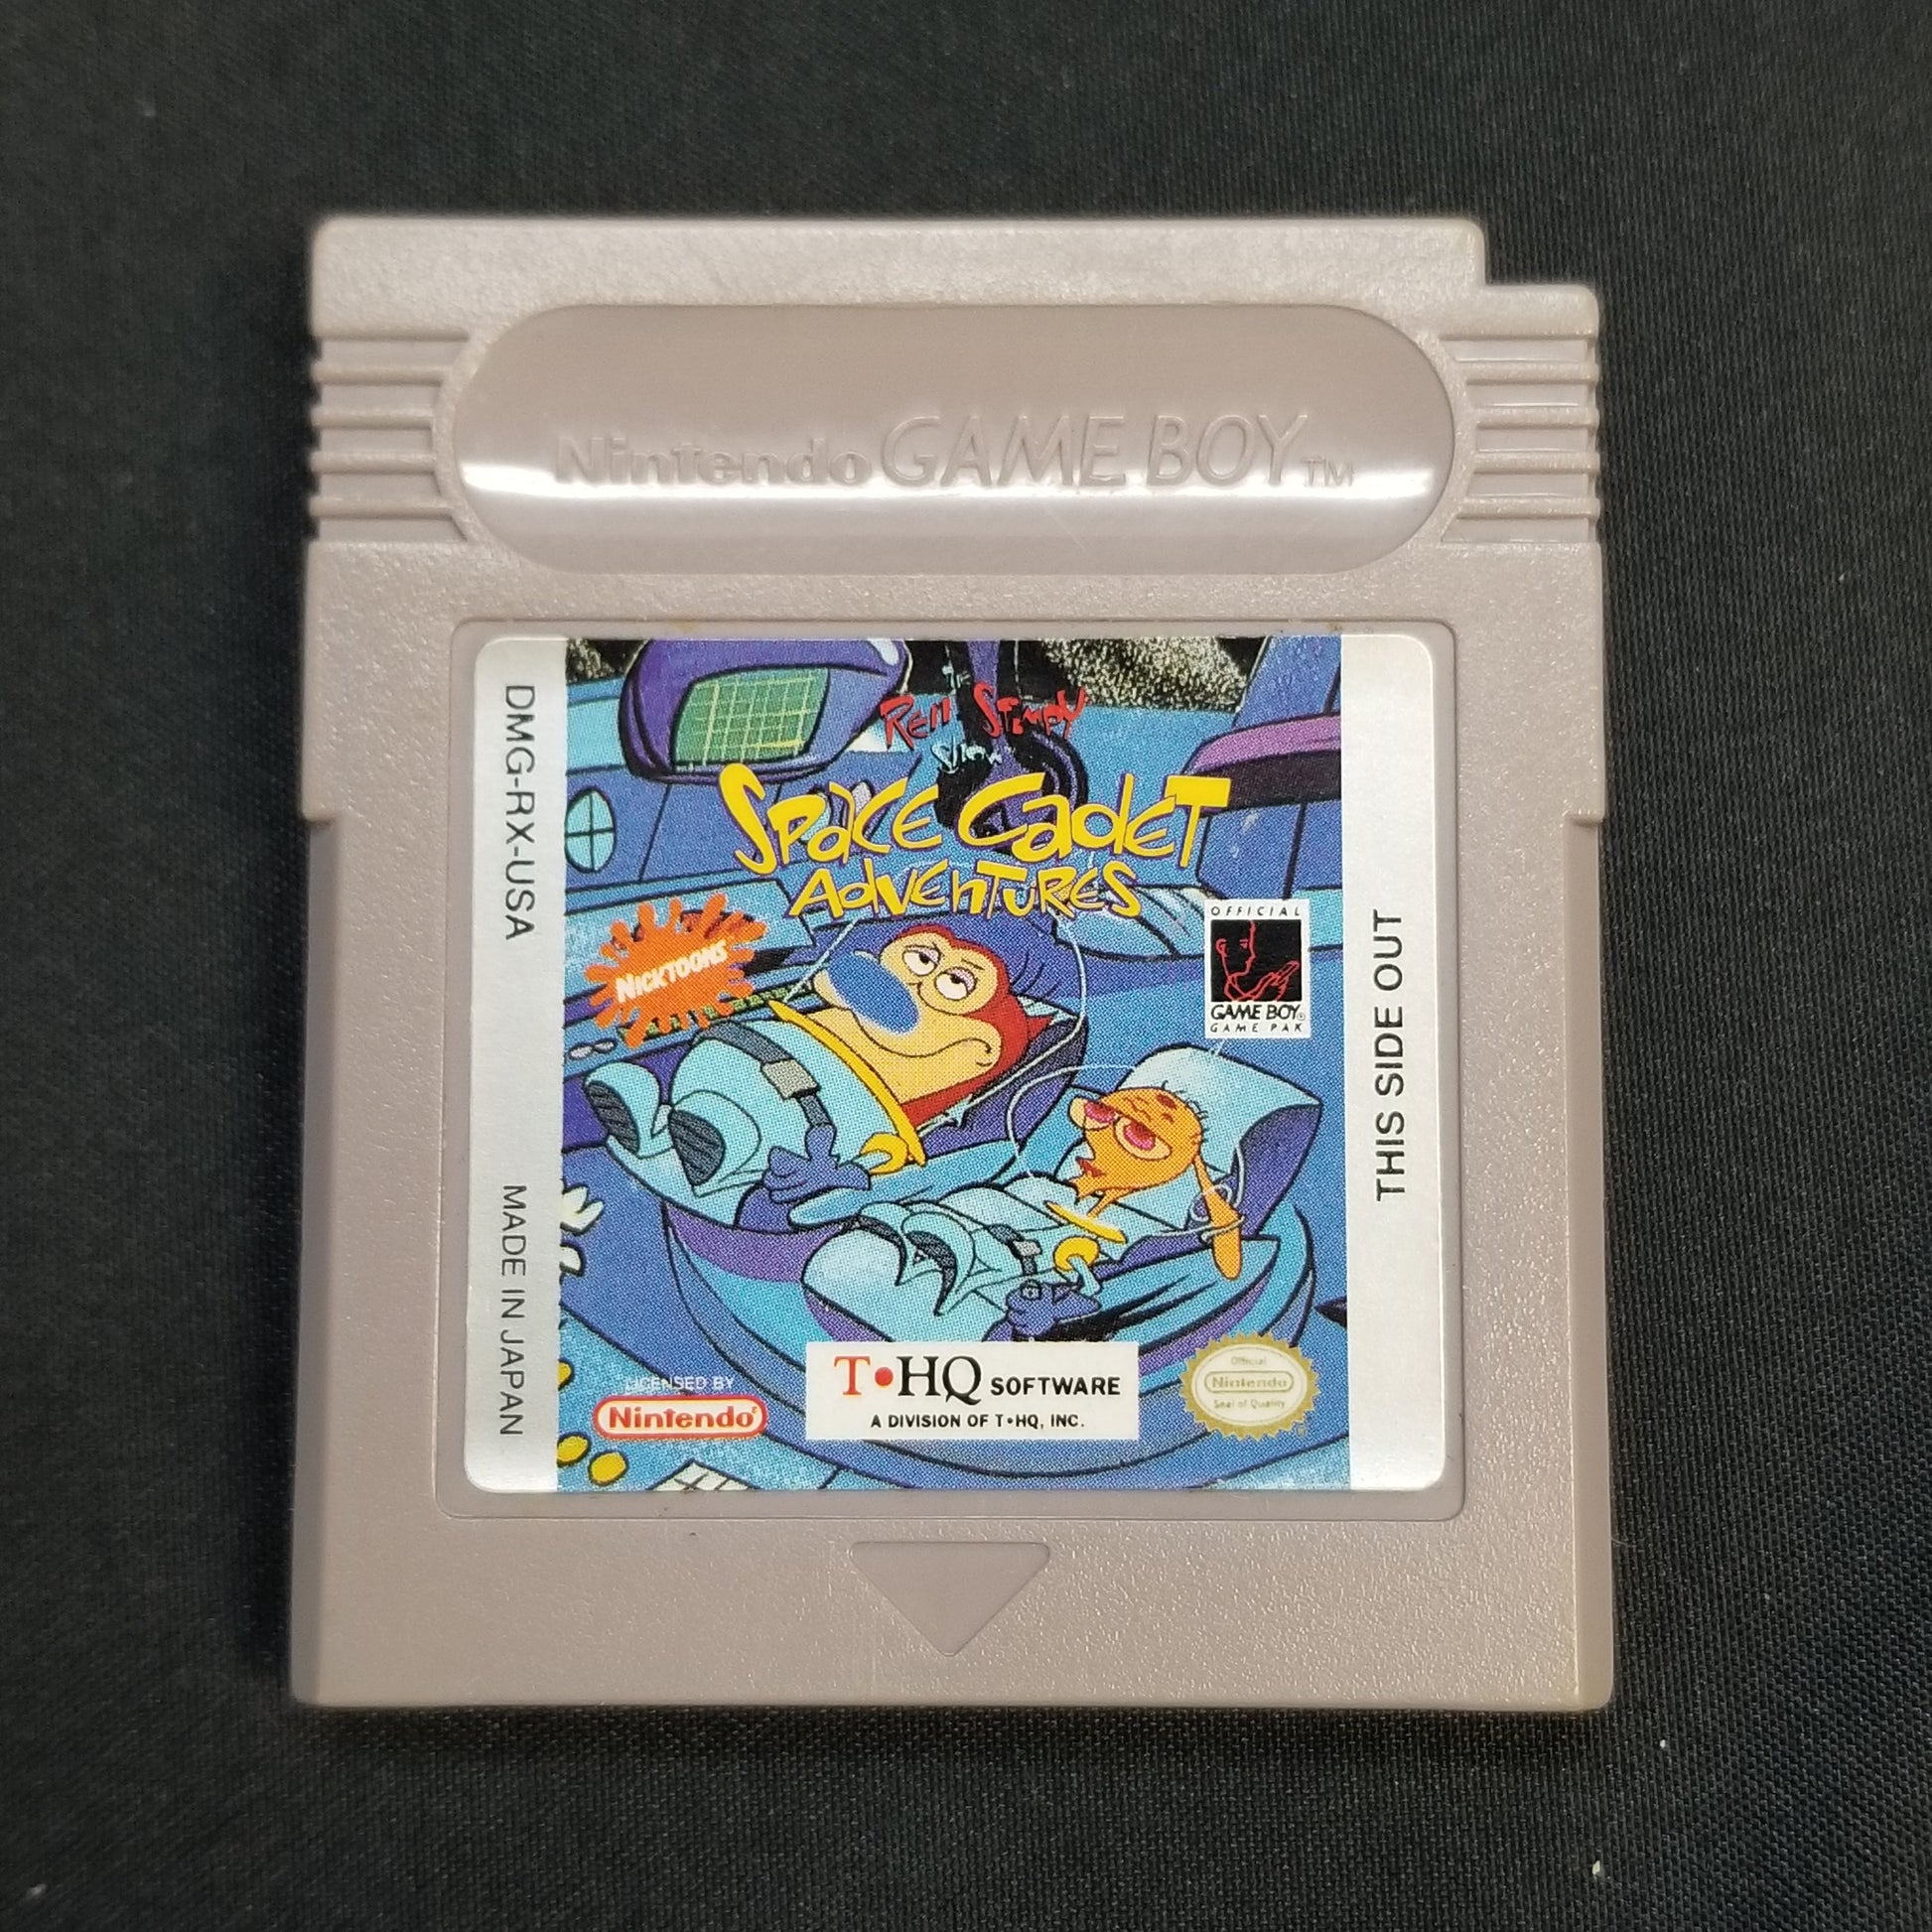 Nintendo GAME BOY TM
DMG-RX-USA
MADE IN JAPAN
THE
REN STIMPY
SHOW
SPACE CADET
ADVENTURES
NICKTOONS
OFFICIAL
GAME BOY®
GAME PAK
THIS SIDE OUT
LICENSED BY
Nintendo®
T•HQ SOFTWARE
A DIVISION OF T•HQ, INC.
Official
Nintendo
Seal of Quality